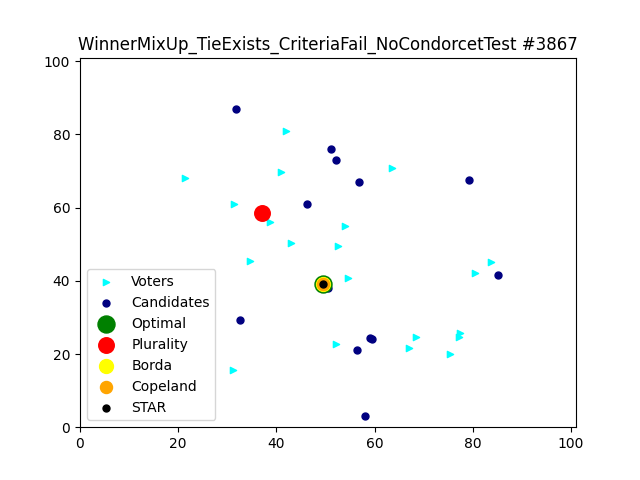 WinnerMixUp_TieExists_CriteriaFail_NoCondorcetTest #3867
100
80
60
40
20
0
Voters
Candidates
Optimal
Plurality
Borda
Copeland
STAR
0 20 40 60 80 100